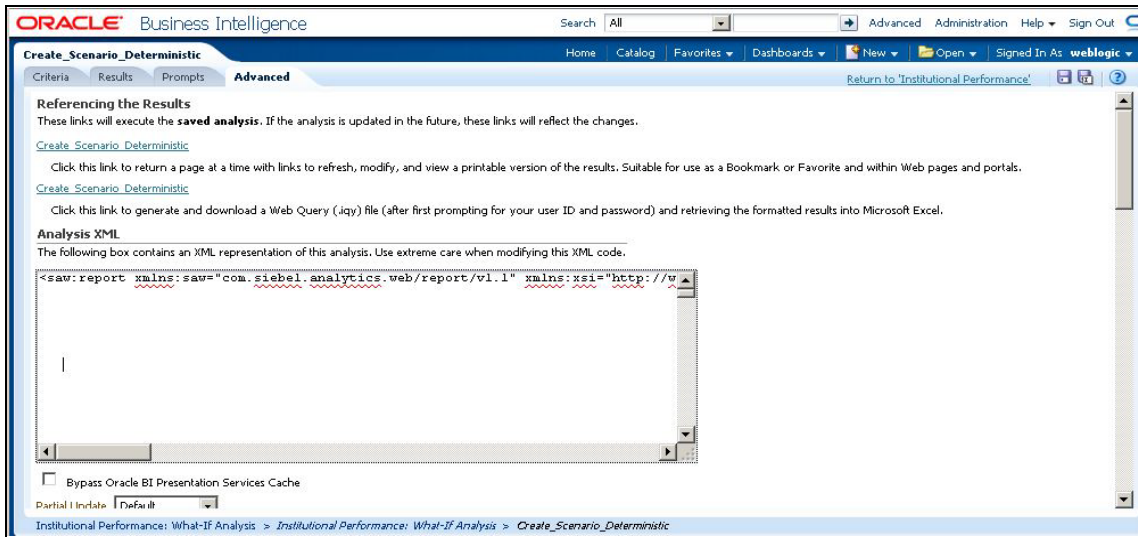 ORACLE Business Intelligence
Search All Advanced Administration Help Sign Out
Create_Scenario_Deterministic
Home Catalog Favorites Dashboards New Open Signed In As weblogic
Criteria Results Prompts Advanced
Return to 'Institutional Performance'
Referencing the Results
These links will execute the saved analysis. If the analysis is updated in the future, these links will reflect the changes.
Create_Scenario_Deterministic
Click this link to return a page at a time with links to refresh, modify, and view a printable version of the results. Suitable for use as a Bookmark or Favorite and within Web pages and portals.
Create_Scenario_Deterministic
Click this link to generate and download a Web Query (.iqy) file (after first prompting for your user ID and password) and retrieving the formatted results into Microsoft Excel.
Analysis XML
The following box contains an XML representation of this analysis. Use extreme care when modifying this XML code.
<saw:report xmlns:saw="com.siebel.analytics.web/report/v1.1" xmlns:xsi="http://w
Bypass Oracle BI Presentation Services Cache
Partial Update Default
Institutional Performance: What-If Analysis > Institutional Performance: What-If Analysis > Create_Scenario_Deterministic